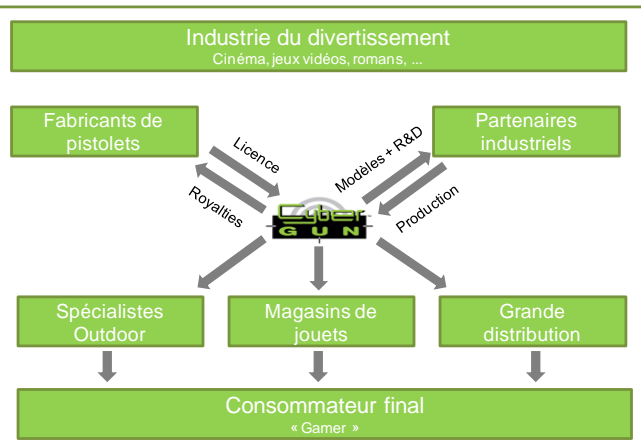 Industrie du divertissement
Cinéma, jeux vidéos, romans, ...
Fabricants de
pistolets
Partenaires
industriels
Licence
Royalties
Modèles + R&D
Production
Cyber
GUN
Spécialistes
Outdoor
Magasins de
jouets
Grande
distribution
Consommateur final
« Gamer »